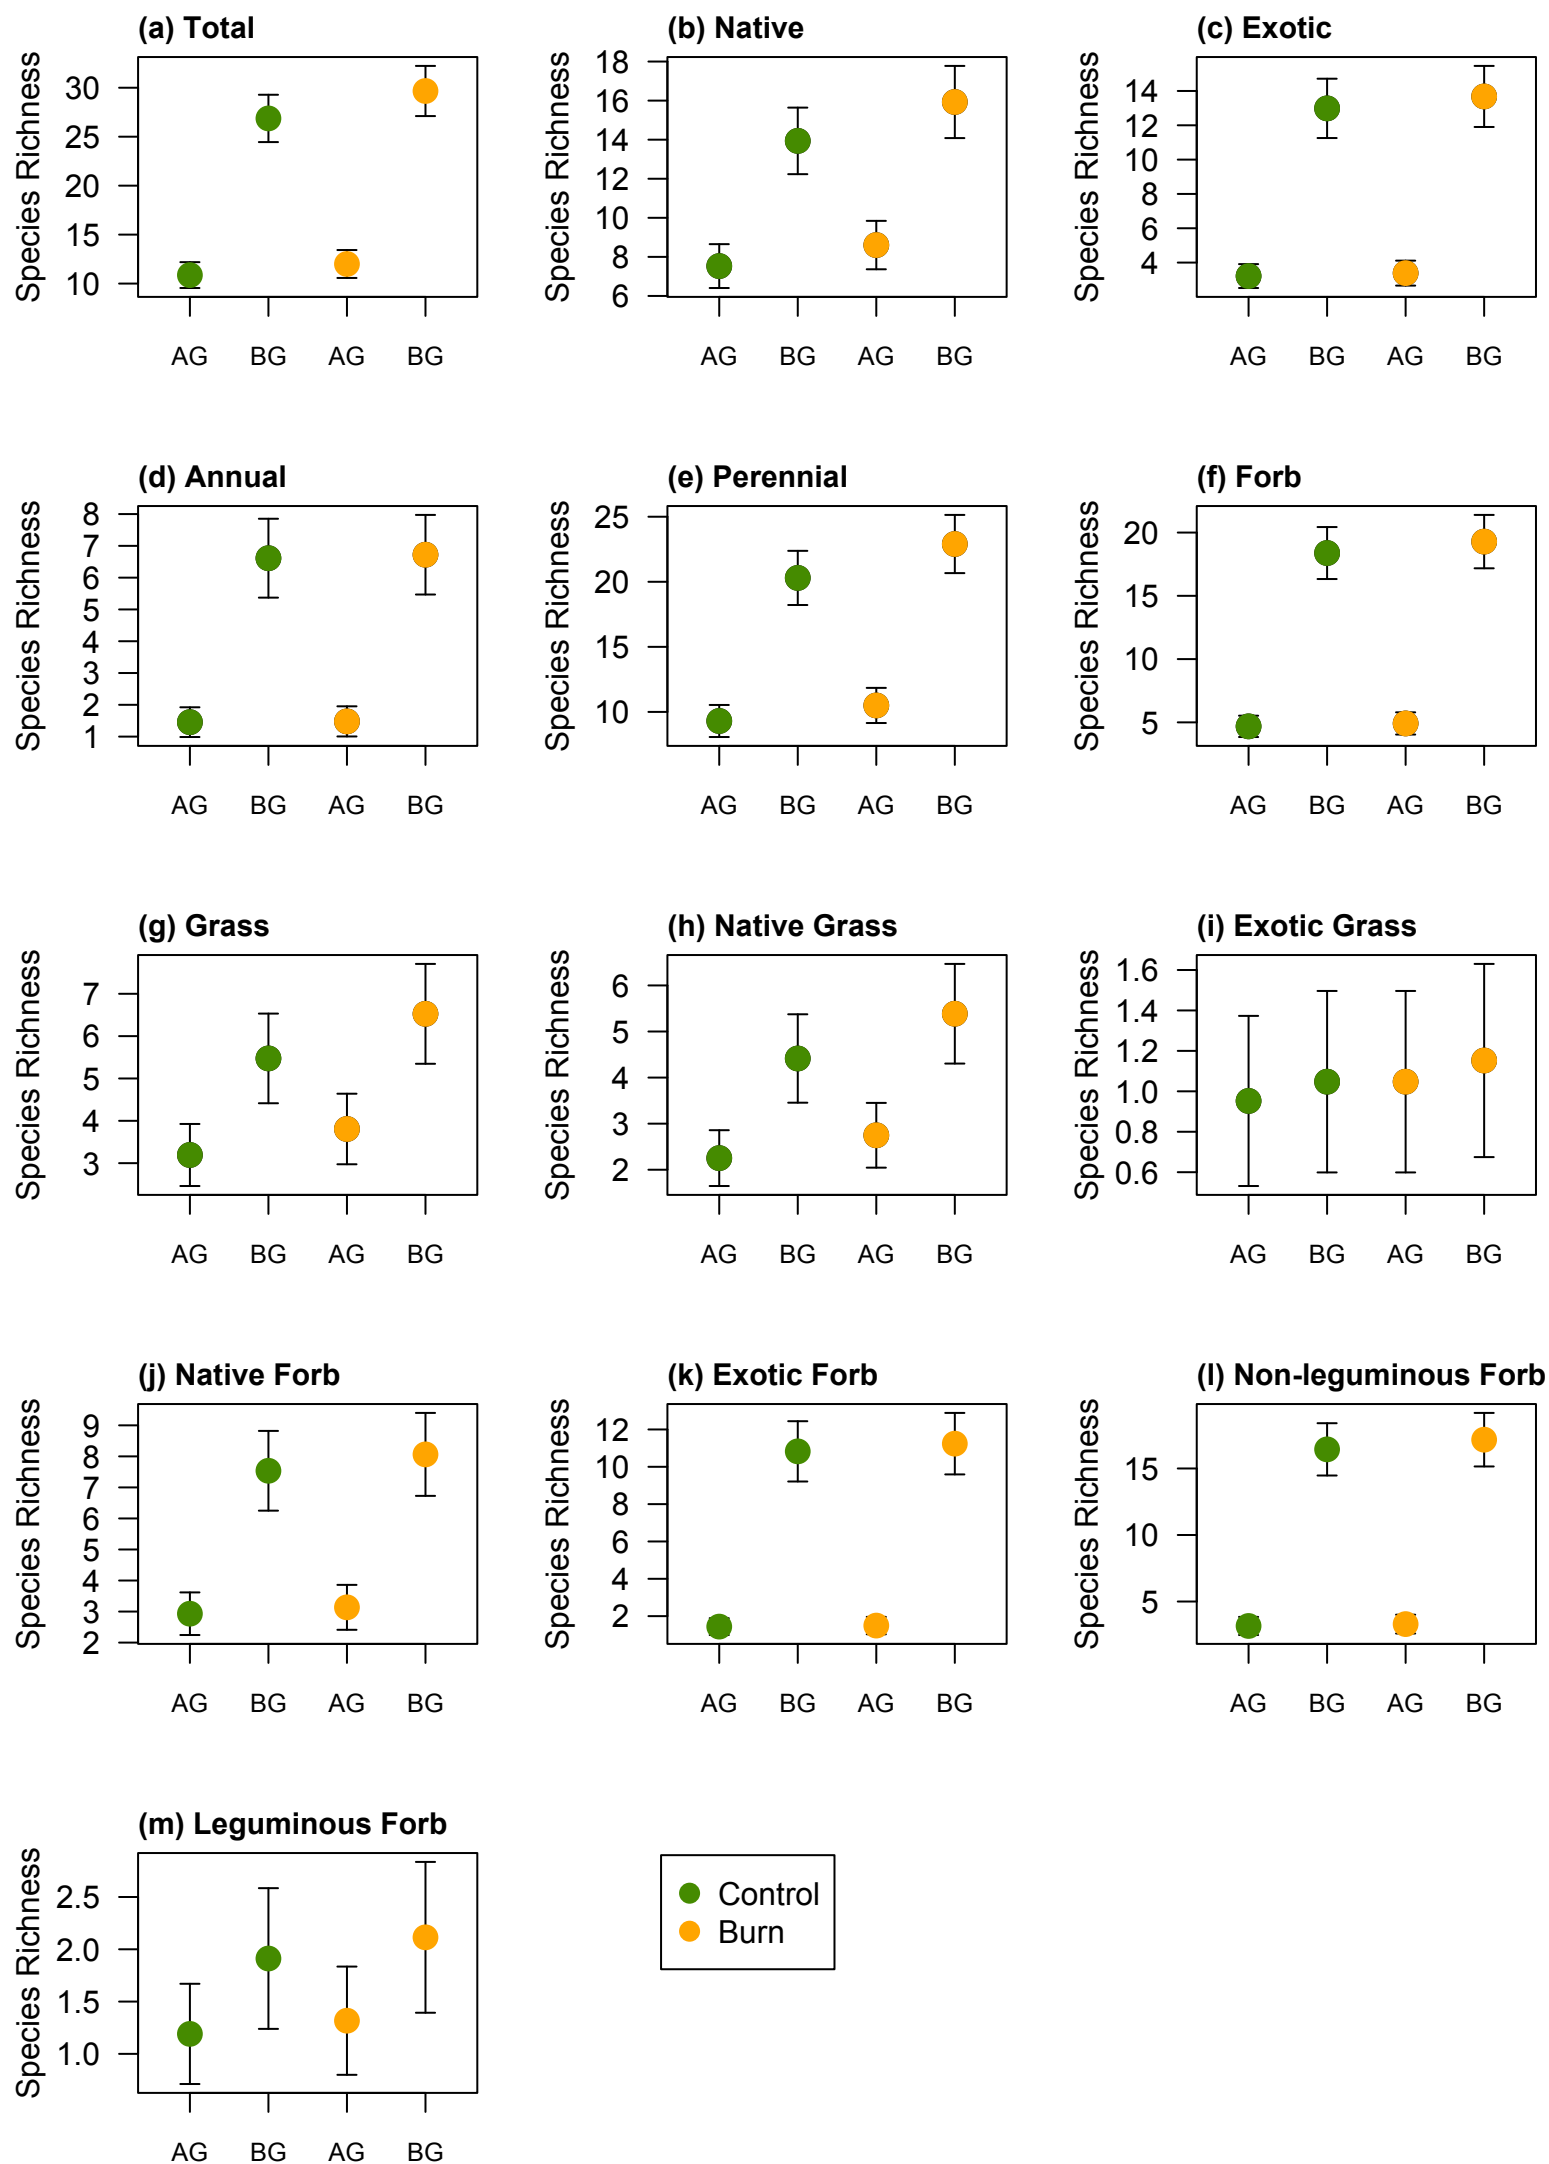 (a) Total
(b) Native
(c) Exotic
Species Richness
30
25
20
15
10
AG BG AG BG
Species Richness
18
16
14
12
10
8
6
AG BG AG BG
Species Richness
14
12
10
8
6
4
AG BG AG BG
(d) Annual
(e) Perennial
(f) Forb
Species Richness
8
7
6
5
4
3
2
1
AG BG AG BG
Species Richness
25
20
15
10
AG BG AG BG
Species Richness
20
15
10
5
AG BG AG BG
(g) Grass
(h) Native Grass
(i) Exotic Grass
Species Richness
7
6
5
4
3
AG BG AG BG
Species Richness
6
5
4
3
2
AG BG AG BG
Species Richness
1.6
1.4
1.2
1.0
0.8
0.6
AG BG AG BG
(j) Native Forb
(k) Exotic Forb
(l) Non-leguminous Forb
Species Richness
9
8
7
6
5
4
3
2
AG BG AG BG
Species Richness
12
10
8
6
4
2
AG BG AG BG
Species Richness
15
10
5
AG BG AG BG
(m) Leguminous Forb
Species Richness
2.5
2.0
1.5
1.0
AG BG AG BG
Control
Burn